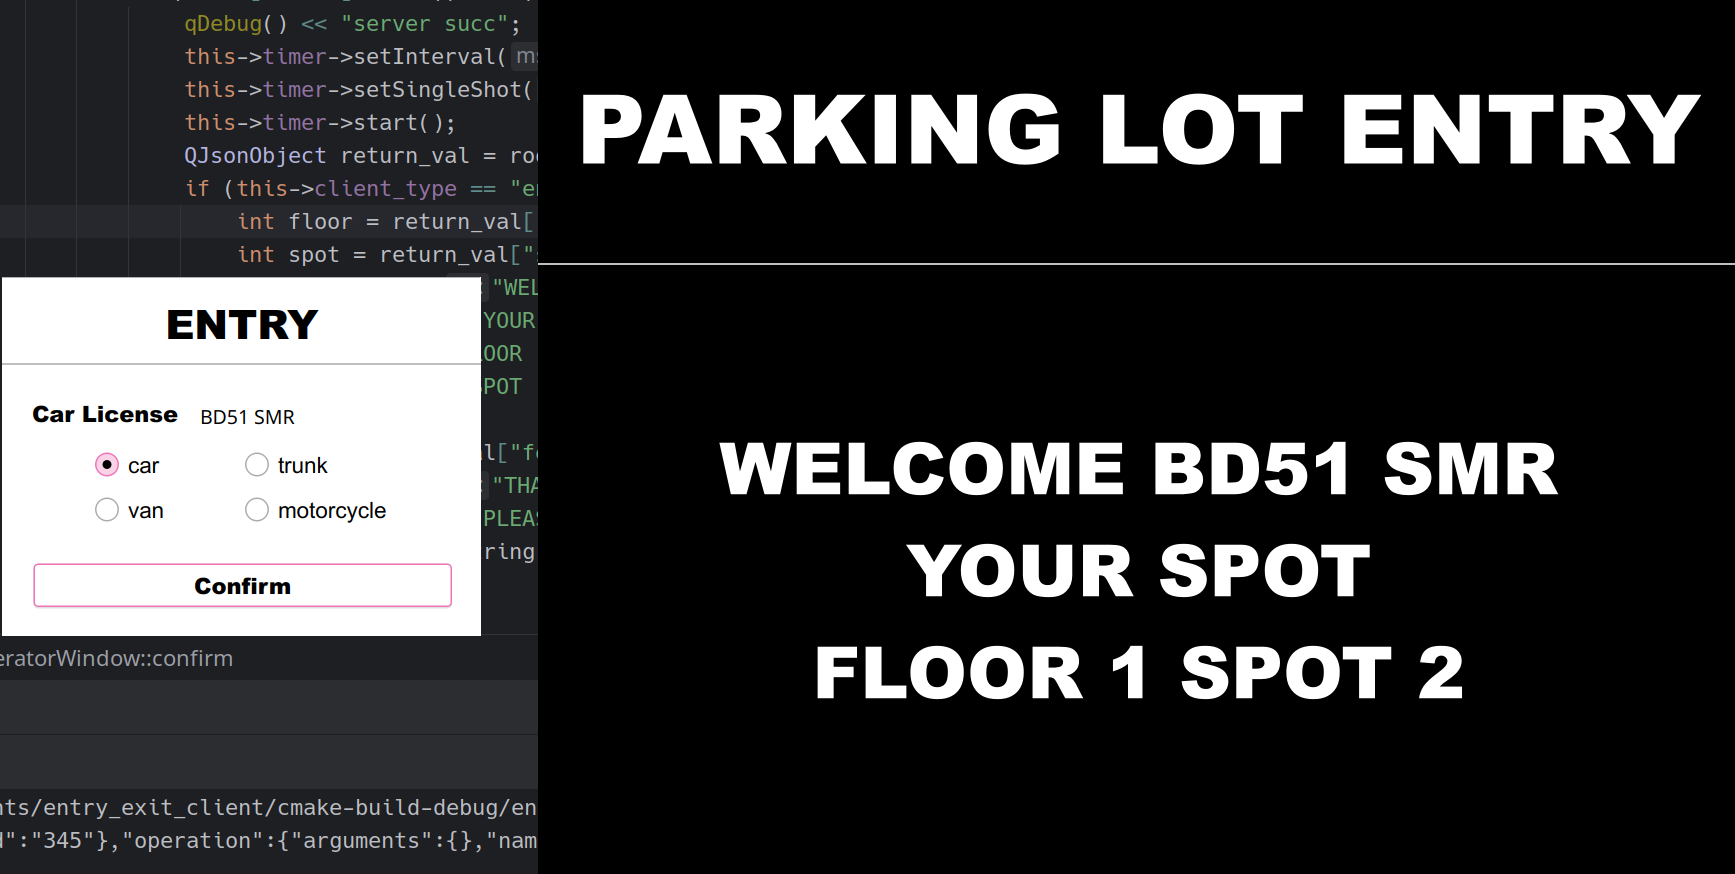 qDebug() << "server succ";
this->timer->setInterval(
this->timer->setSingleShot(
this->timer->start();
QJsonObject return_val =
if (this->client_type ==
int floor = return_val[
int spot = return_val["
"WEL
YOUR
OOR
SPOT
"THA
PLEAS
ring
ENTRY
Car License BD51 SMR
car trunk
van motorcycle
Confirm
eratorWindow::confirm
nts/entry_exit_client/cmake-build-debug/en
":"345"},"operation":{"arguments":{},"nam
PARKING LOT ENTRY
WELCOME BD51 SMR
YOUR SPOT
FLOOR 1 SPOT 2